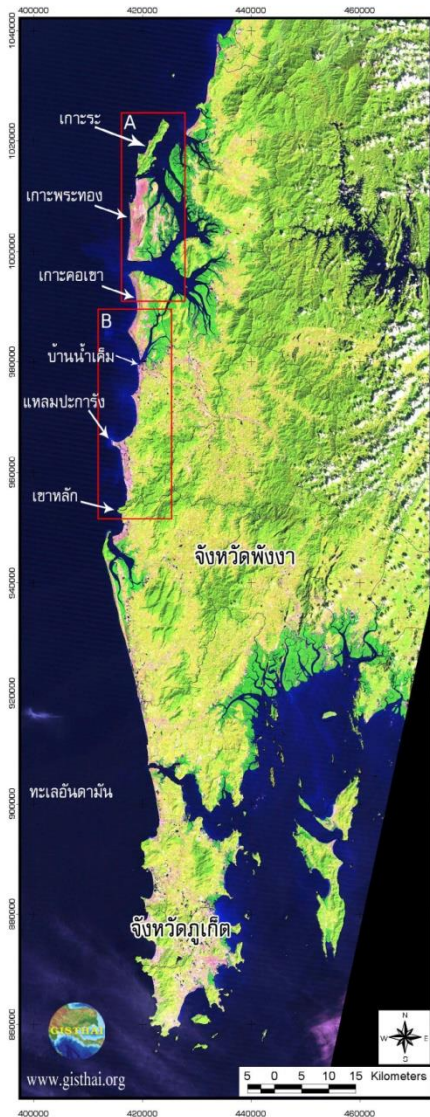 400000 420000 440000 460000
1040000
A
เกาะระ
1020000
เกาะพระทอง
1000000
เกาะคอเขา
B
บ้านน้ำเค็ม
980000
แหลมปะการัง
960000
เขาหลัก
จังหวัดพังงา
940000
920000
ทะเลอันดามัน
900000
880000
จังหวัดภูเก็ต
860000
GISTHAI
N
W E
S
www.gisthai.org
5 0 5 10 15 Kilometers
400000 420000 440000 460000